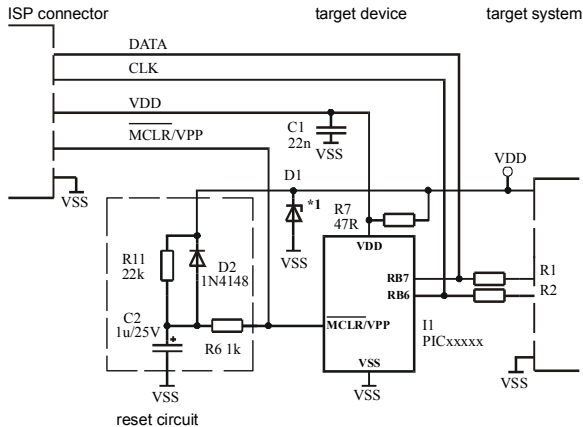 ISP connector
target device
target system
DATA
CLK
VDD
MCLR/VPP
C1
22n
VSS
VSS
VDD
D1
*1
VSS
R7
47R
VDD
R11
22k
D2
1N4148
RB7
RB6
R1
R2
C2
1u/25V
+
R6 1k
MCLR/VPP
I1
PICxxxxx
VSS
VSS
VSS
VSS
reset circuit